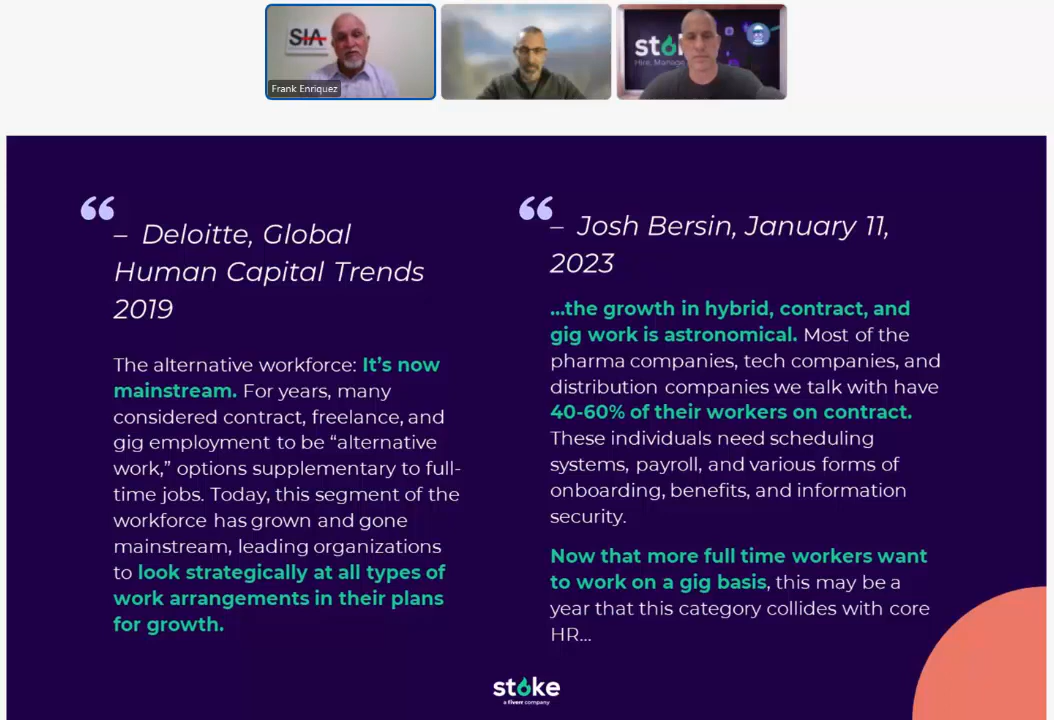 SIA
Frank Enriquez
Hire, Manage
“ – Deloitte, Global
Human Capital Trends
2019
The alternative workforce: It’s now
mainstream. For years, many
considered contract, freelance, and
gig employment to be “alternative
work,” options supplementary to full-
time jobs. Today, this segment of the
workforce has grown and gone
mainstream, leading organizations
to look strategically at all types of
work arrangements in their plans
for growth.
“ – Josh Bersin, January 11,
2023
...the growth in hybrid, contract, and
gig work is astronomical. Most of the
pharma companies, tech companies, and
distribution companies we talk with have
40-60% of their workers on contract.
These individuals need scheduling
systems, payroll, and various forms of
onboarding, benefits, and information
security.
Now that more full time workers want
to work on a gig basis, this may be a
year that this category collides with core
HR...
stoke
a fiverr company